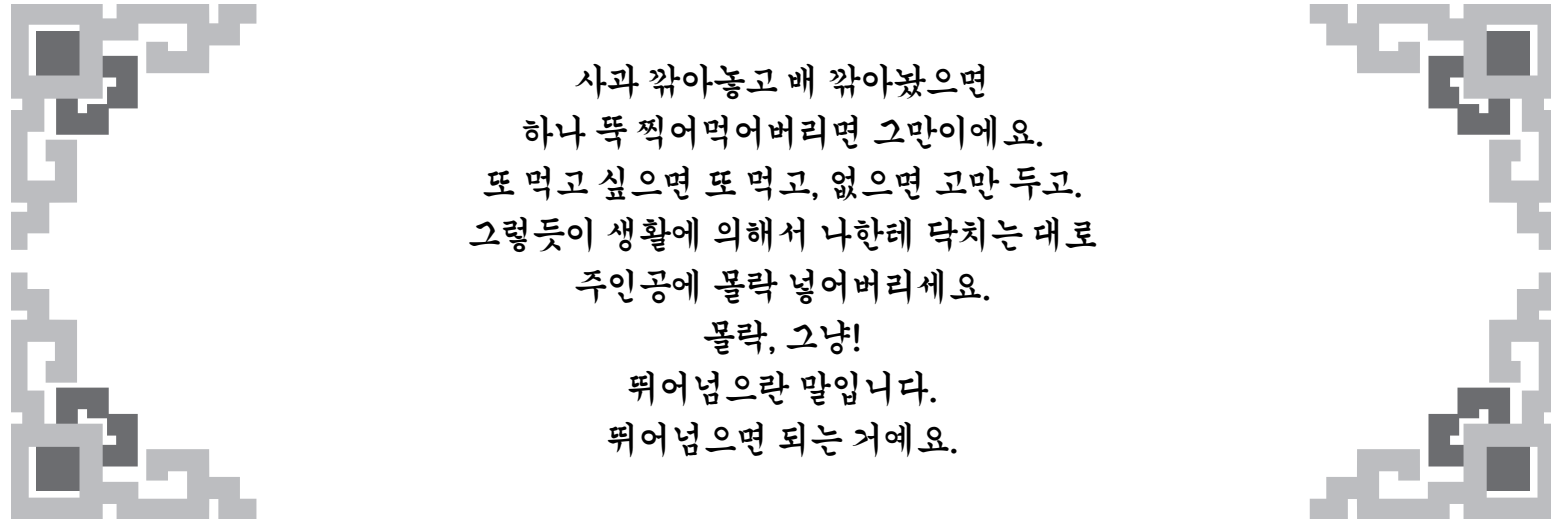 사과 깎아놓고 배 깎아놨으면
하나 뚝 찍어먹어버리면 그만이에요.
또 먹고 싶으면 또 먹고, 없으면 고만 두고.
그렇듯이 생활에 의해서 나한테 닥치는 대로
주인공에 몰락 넣어버리세요.
몰락, 그냥!
뛰어넘으란 말입니다.
뛰어넘으면 되는 거예요.